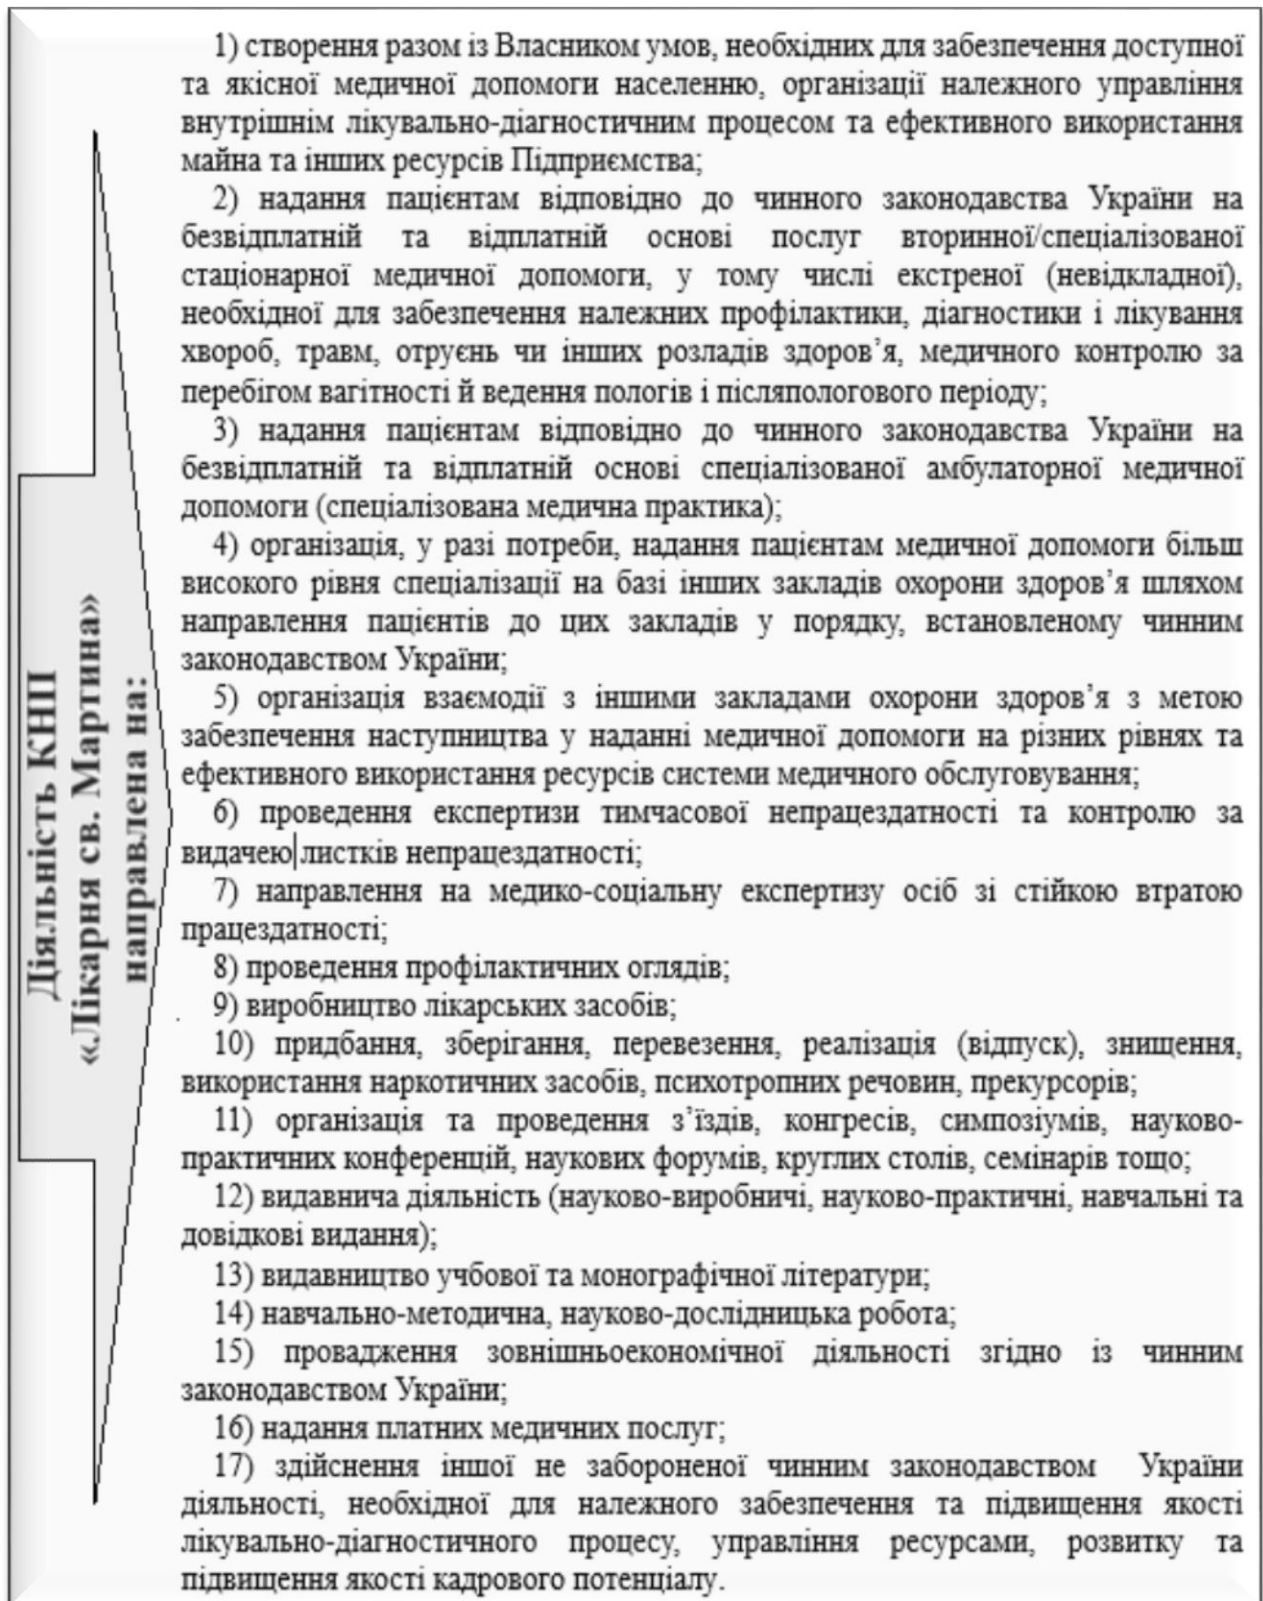 Діяльність КНП
«Лікарня св. Мартина»
направлена на:
1) створення разом із Власником умов, необхідних для забезпечення доступної
та якісної медичної допомоги населенню, організації належного управління
внутрішнім лікувально-діагностичним процесом та ефективного використання
майна та інших ресурсів Підприємства;
2) надання пацієнтам відповідно до чинного законодавства України на
безвідплатній та відплатній основі послуг вторинної/спеціалізованої
стаціонарної медичної допомоги, у тому числі екстреної (невідкладної),
необхідної для забезпечення належних профілактики, діагностики і лікування
хвороб, травм, отруєнь чи інших розладів здоров’я, медичного контролю за
перебігом вагітності й ведення пологів і післяпологового періоду;
3) надання пацієнтам відповідно до чинного законодавства України на
безвідплатній та відплатній основі спеціалізованої амбулаторної медичної
допомоги (спеціалізована медична практика);
4) організація, у разі потреби, надання пацієнтам медичної допомоги більш
високого рівня спеціалізації на базі інших закладів охорони здоров’я шляхом
направлення пацієнтів до цих закладів у порядку, встановленому чинним
законодавством України;
5) організація взаємодії з іншими закладами охорони здоров’я з метою
забезпечення наступництва у наданні медичної допомоги на різних рівнях та
ефективного використання ресурсів системи медичного обслуговування;
6) проведення експертизи тимчасової непрацездатності та контролю за
видачею листків непрацездатності;
7) направлення на медико-соціальну експертизу осіб зі стійкою втратою
працездатності;
8) проведення профілактичних оглядів;
9) виробництво лікарських засобів;
10) придбання, зберігання, перевезення, реалізація (відпуск), знищення,
використання наркотичних засобів, психотропних речовин, прекурсорів;
11) організація та проведення з’їздів, конгресів, симпозіумів, науково-
практичних конференцій, наукових форумів, круглих столів, семінарів тощо;
12) видавнича діяльність (науково-виробничі, науково-практичні, навчальні та
довідкові видання);
13) видавництво учбової та монографічної літератури;
14) навчально-методична, науково-дослідницька робота;
15) провадження зовнішньоекономічної діяльності згідно із чинним
законодавством України;
16) надання платних медичних послуг;
17) здійснення іншої не забороненої чинним законодавством України
діяльності, необхідної для належного забезпечення та підвищення якості
лікувально-діагностичного процесу, управління ресурсами, розвитку та
підвищення якості кадрового потенціалу.